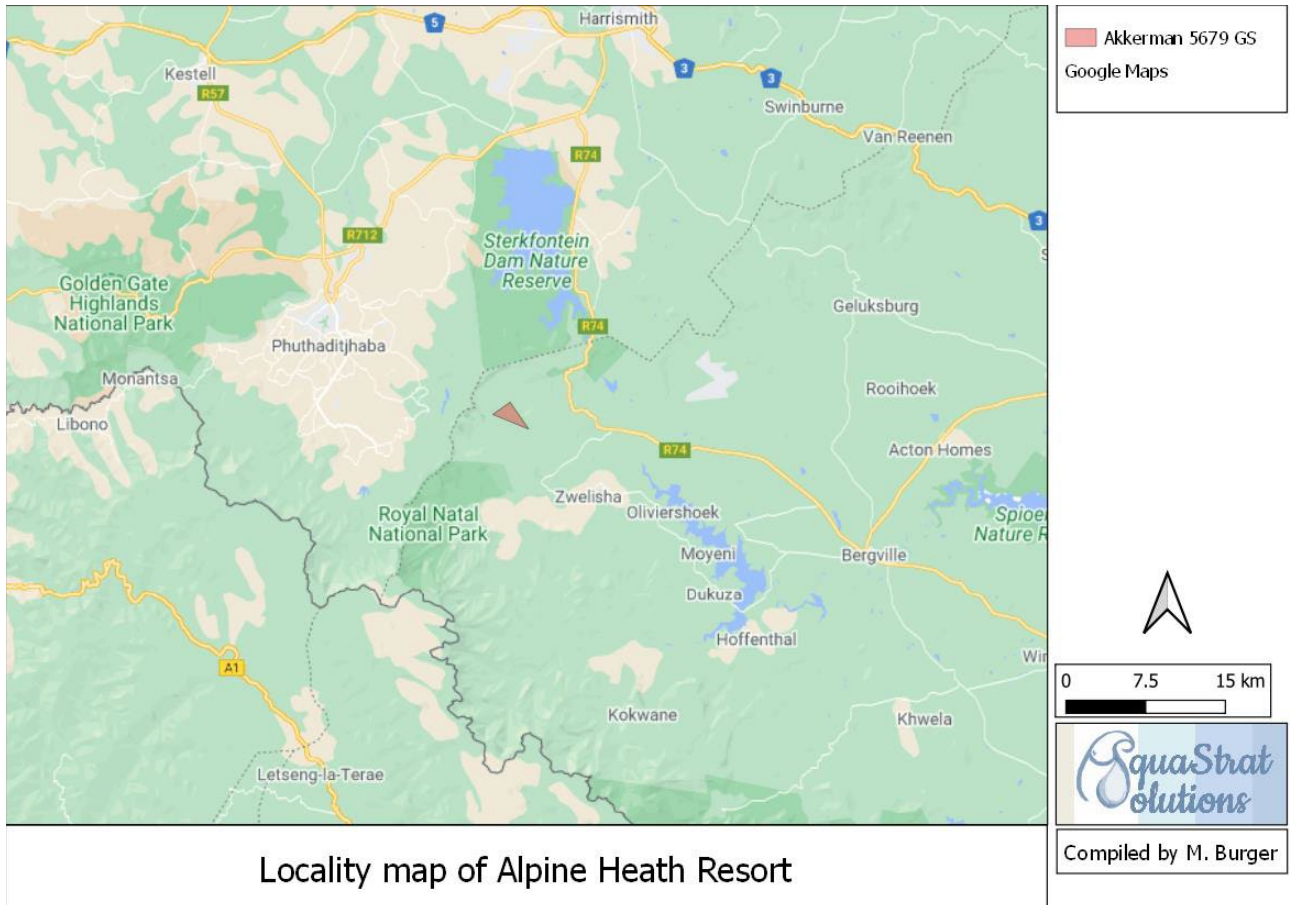 Harrismith
5
Kestell
R57
3
3
Swinburne
Van Reenen
R74
3
R712
Sterkfontein
Dam Nature
Reserve
Golden Gate
Highlands
National Park
Geluksburg
R74
Phuthaditjhaba
Monantsa
Rooihoek
Libono
R74
Acton Homes
Zwelisha
Oliviershoek
Royal Natal
National Park
Spioe
Nature R
Moyeni
Bergville
Dukuza
Hoffenthal
A1
Win
Kokwane
Khwela
Letseng-la-Terae
Locality map of Alpine Heath Resort
Akkerman 5679 GS
Google Maps
0 7.5 15 km
AquaStrat
Solutions
Compiled by M. Burger